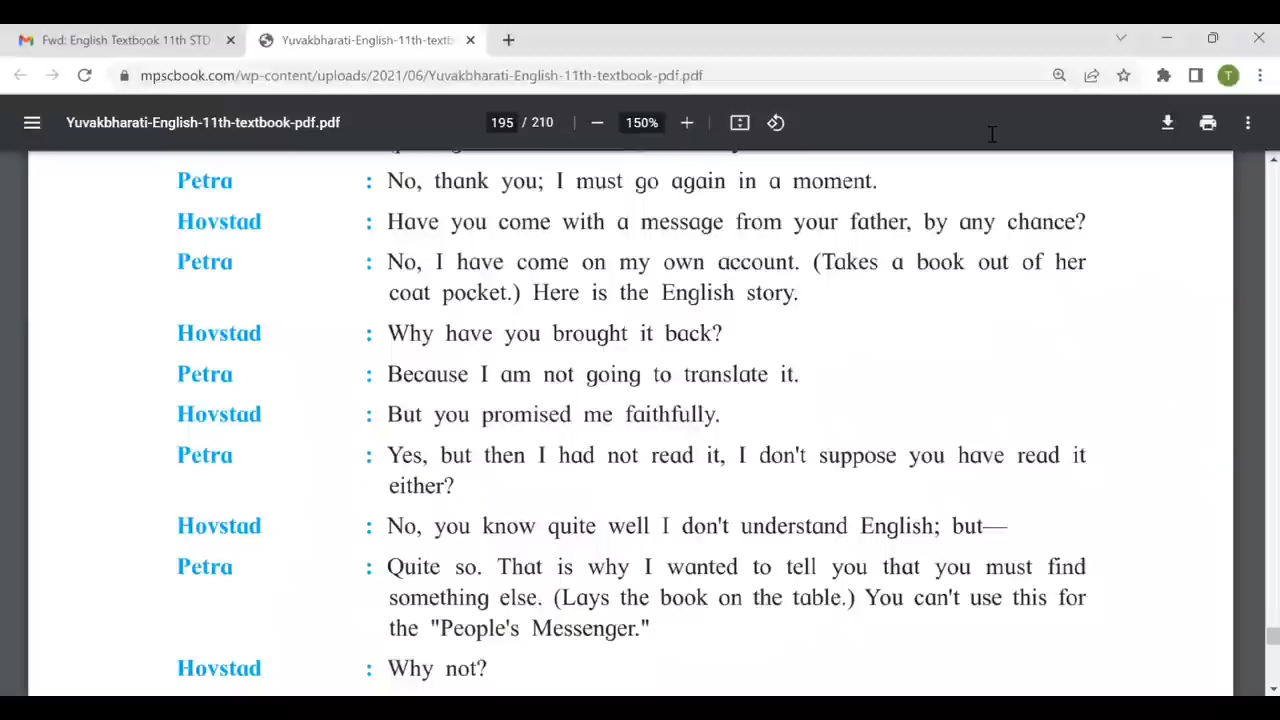 Fwd: English Textbook 11th STD
Yuvakbharati-English-11th-textb
mpscbook.com/wp-content/uploads/2021/06/Yuvakbharati-English-11th-textbook-pdf.pdf
T
Yuvakbharati-English-11th-textbook-pdf.pdf
195 / 210
150%
Petra : No, thank you; I must go again in a moment.
Hovstad : Have you come with a message from your father, by any chance?
Petra : No, I have come on my own account. (Takes a book out of her
coat pocket.) Here is the English story.
Hovstad : Why have you brought it back?
Petra : Because I am not going to translate it.
Hovstad : But you promised me faithfully.
Petra : Yes, but then I had not read it, I don't suppose you have read it
either?
Hovstad : No, you know quite well I don't understand English; but—
Petra : Quite so. That is why I wanted to tell you that you must find
something else. (Lays the book on the table.) You can't use this for
the "People's Messenger."
Hovstad : Why not?